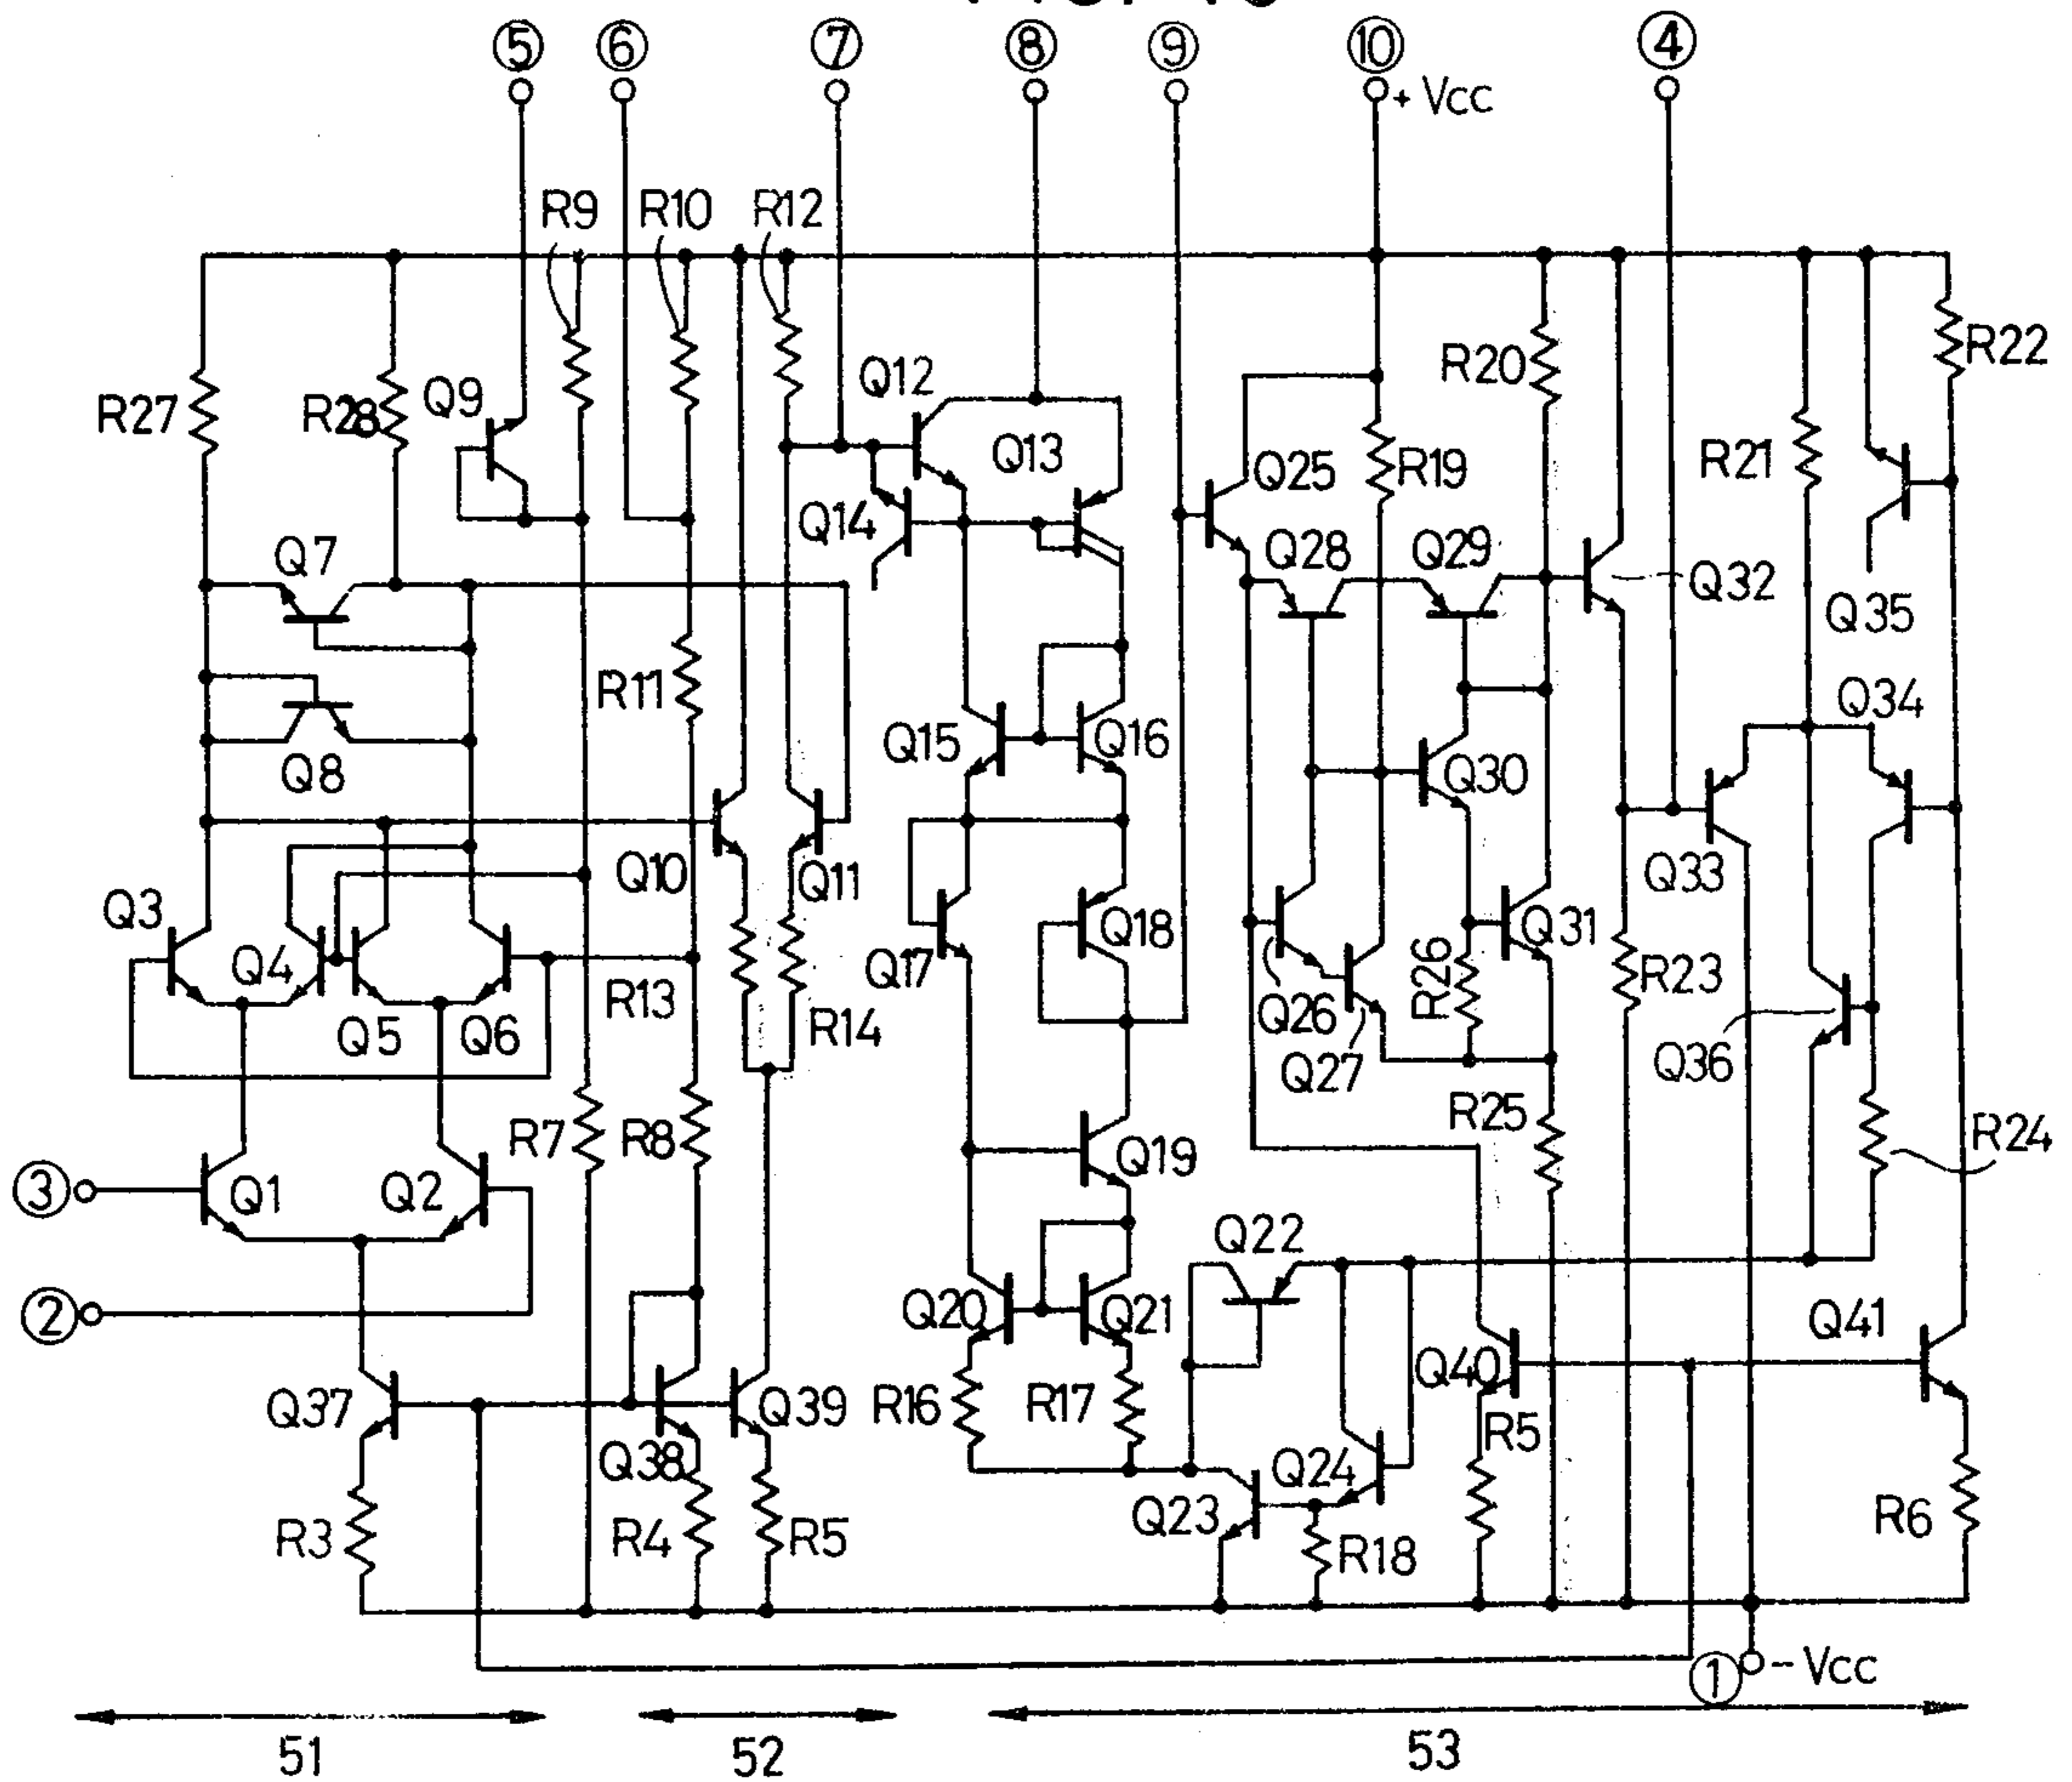 ⑤ ⑥ ⑦ ⑧ ⑨ ⑩ ④
+ Vcc
R9 R10 R12
R27 R28 Q9 Q12 Q13 R20 R22
Q14 Q25 R19 R21
Q7 Q28 Q29 Q32 Q35
R11 Q15 Q16 Q30 Q34
Q8
Q3 Q4 Q10 Q11 Q17 Q18 R26 Q31 Q33
Q5 Q6 R13 R14 Q26 Q27 R23 Q36
R7 R8 Q19 R25 R24
③ Q1 Q2
② Q22
Q20 Q21 Q41
Q37 Q38 Q39 R16 R17 Q40 R5
R3 R4 R5 Q23 Q24 R18 R6
① - Vcc
51 52 53